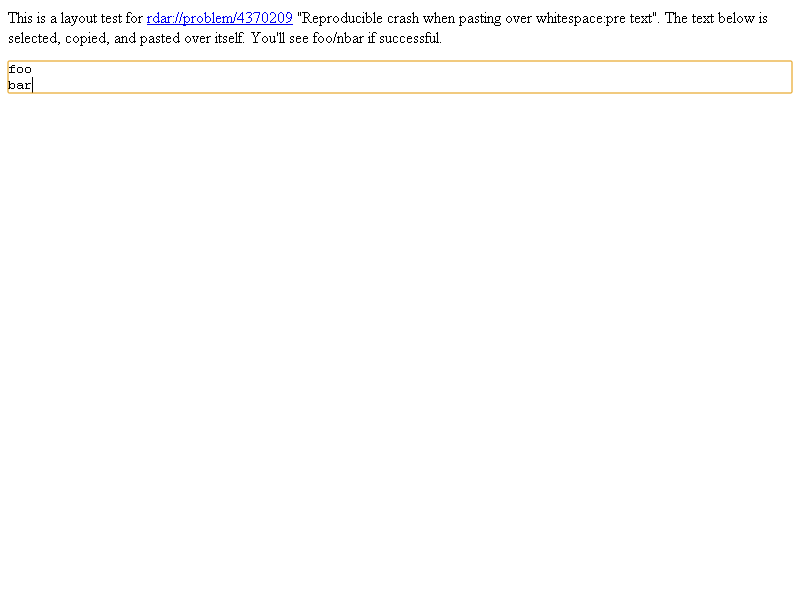 This is a layout test for rdar://problem/4370209 "Reproducible crash when pasting over whitespace:pre text". The text below is
selected, copied, and pasted over itself. You'll see foo/nbar if successful.
foo
bar